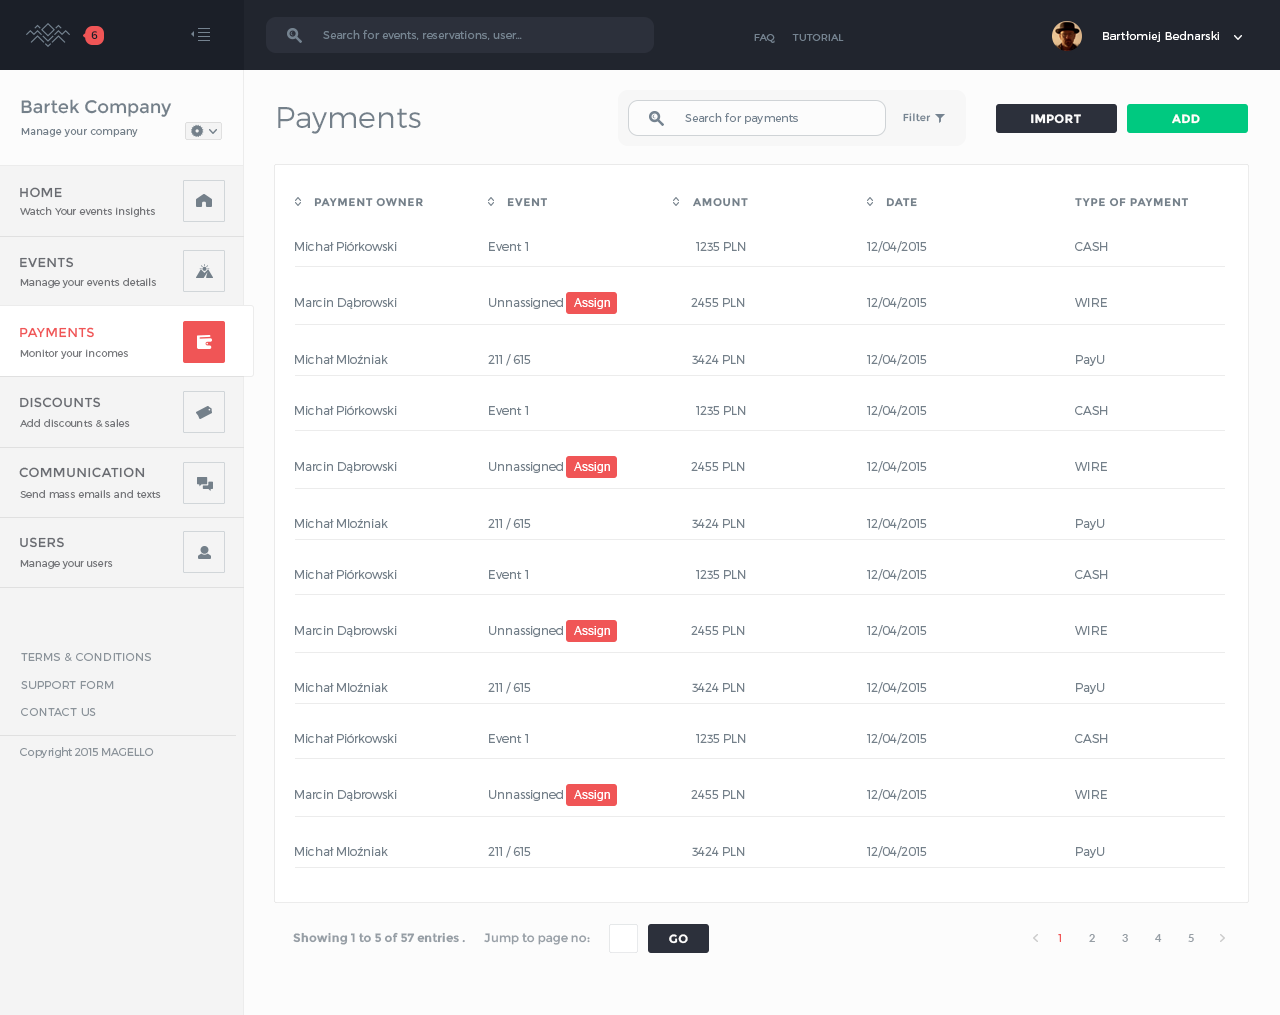 6
Search for events, reservations, user...
FAQ TUTORIAL
Bartłomiej Bednarski
Bartek Company
Manage your company
HOME
Watch Your events insights
EVENTS
Manage your events details
PAYMENTS
Monitor your incomes
DISCOUNTS
Add discounts & sales
COMMUNICATION
Send mass emails and texts
USERS
Manage your users
TERMS & CONDITIONS
SUPPORT FORM
CONTACT US
Copyright 2015 MAGELLO
Payments
Search for payments
Filter
IMPORT
ADD
PAYMENT OWNER EVENT AMOUNT DATE TYPE OF PAYMENT
Michał Piórkowski Event 1 1235 PLN 12/04/2015 CASH
Marcin Dąbrowski Unnassigned Assign 2455 PLN 12/04/2015 WIRE
Michał Mloźniak 211 / 615 3424 PLN 12/04/2015 PayU
Michał Piórkowski Event 1 1235 PLN 12/04/2015 CASH
Marcin Dąbrowski Unnassigned Assign 2455 PLN 12/04/2015 WIRE
Michał Mloźniak 211 / 615 3424 PLN 12/04/2015 PayU
Michał Piórkowski Event 1 1235 PLN 12/04/2015 CASH
Marcin Dąbrowski Unnassigned Assign 2455 PLN 12/04/2015 WIRE
Michał Mloźniak 211 / 615 3424 PLN 12/04/2015 PayU
Michał Piórkowski Event 1 1235 PLN 12/04/2015 CASH
Marcin Dąbrowski Unnassigned Assign 2455 PLN 12/04/2015 WIRE
Michał Mloźniak 211 / 615 3424 PLN 12/04/2015 PayU
Showing 1 to 5 of 57 entries . Jump to page no: GO 1 2 3 4 5